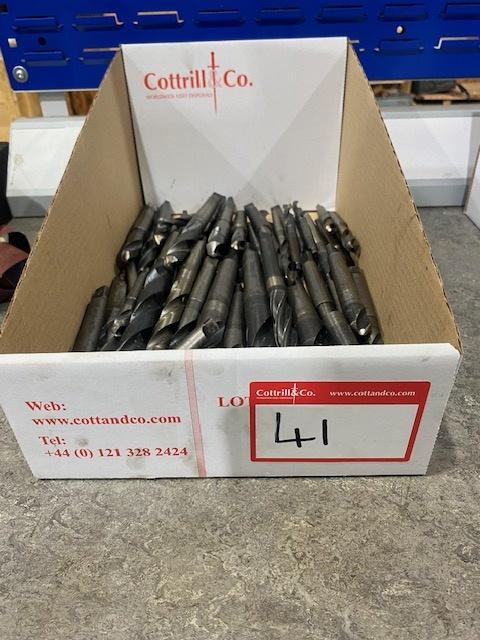 Cottrill & Co.
WORLDWIDE ASSET DISPOSALS
Web:
www.cottandco.com
Tel:
+44 (0) 121 328 2424
LOT
Cottrill & Co. www.cottandco.com
41